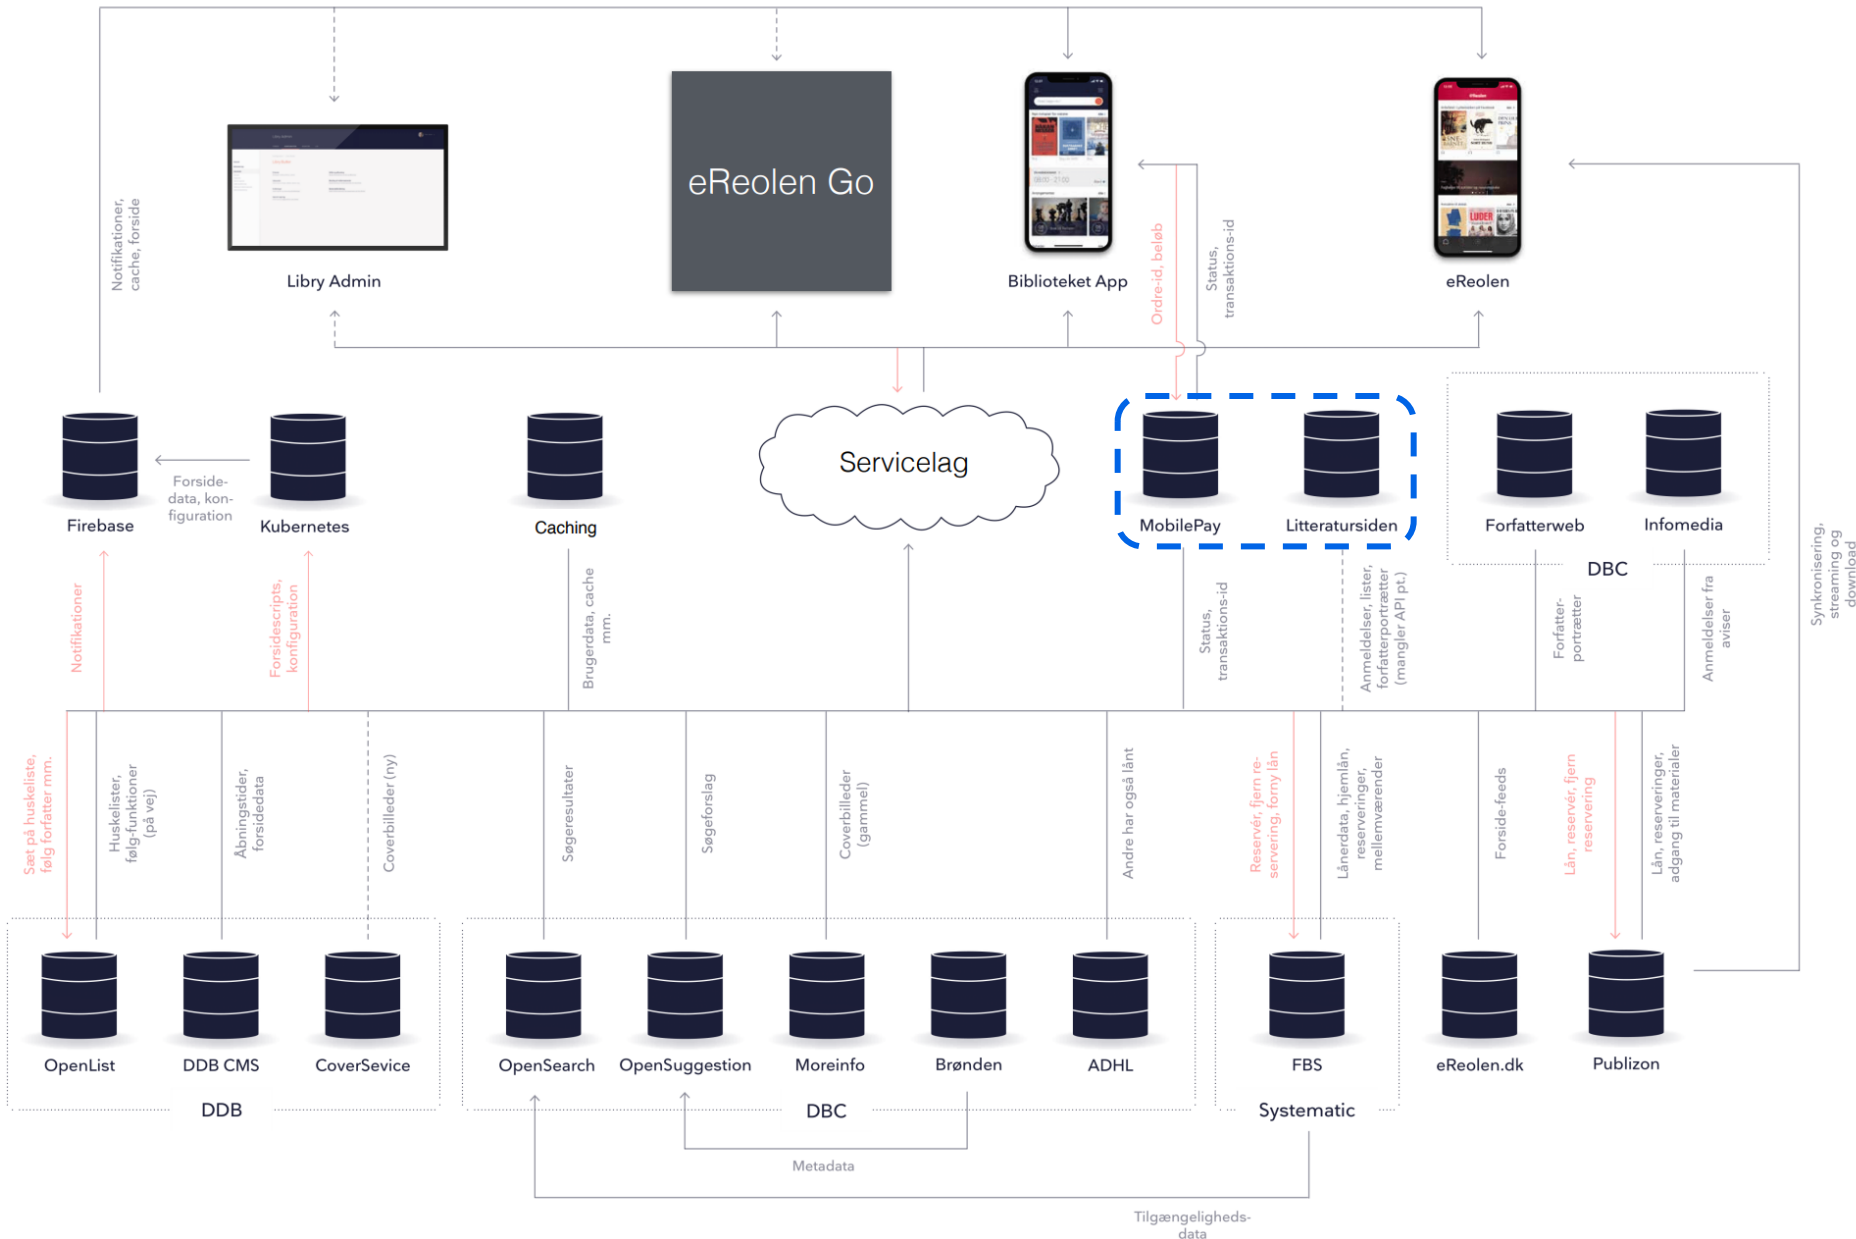 eReolen Go
Libry Admin
Biblioteket App
eReolen
Notifikationer,
cache, forside
Ordre-id, beløb
Status,
transaktions-id
Servicelag
Firebase
Forside-
data, kon-
figuration
Kubernetes
Caching
MobilePay
Litteratursiden
Forfatterweb
Infomedia
DBC
Synkronisering,
streaming og
download
Notifikationer
Forsidescripts,
konfiguration
Brugerdata, cache
mm.
Status,
transaktions-id
Anmeldelser, lister,
forfatterportrætter
(mangler API pt.)
Forfatter-
portrætter
Anmeldelser fra
aviser
Sæt på huskeliste,
følg forfatter mm.
Huskelister,
følg-funktioner
(på vej)
Åbningstider,
forsidedata
Coverbilleder (ny)
Søgeresultater
Søgeforslag
Coverbilleder
(gammel)
Andre har også lånt
Reservér, fjern re-
servering, forny lån
Lånerdata, hjemlån,
reserveringer,
mellemværender
Forside-feeds
Lån, reservér, fjern
reservering
Lån, reserveringer,
adgang til materialer
OpenList
DDB CMS
CoverSevice
DDB
OpenSearch
OpenSuggestion
Moreinfo
Brønden
ADHL
DBC
FBS
Systematic
eReolen.dk
Publizon
Metadata
Tilgængeligheds-
data